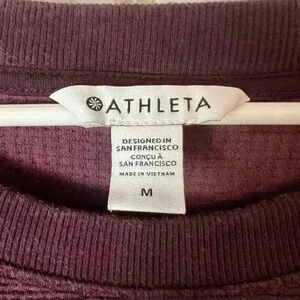 ATHLETA
DESIGNED IN
SAN FRANCISCO
CONÇU À
SAN FRANCISCO
MADE IN VIETNAM
M